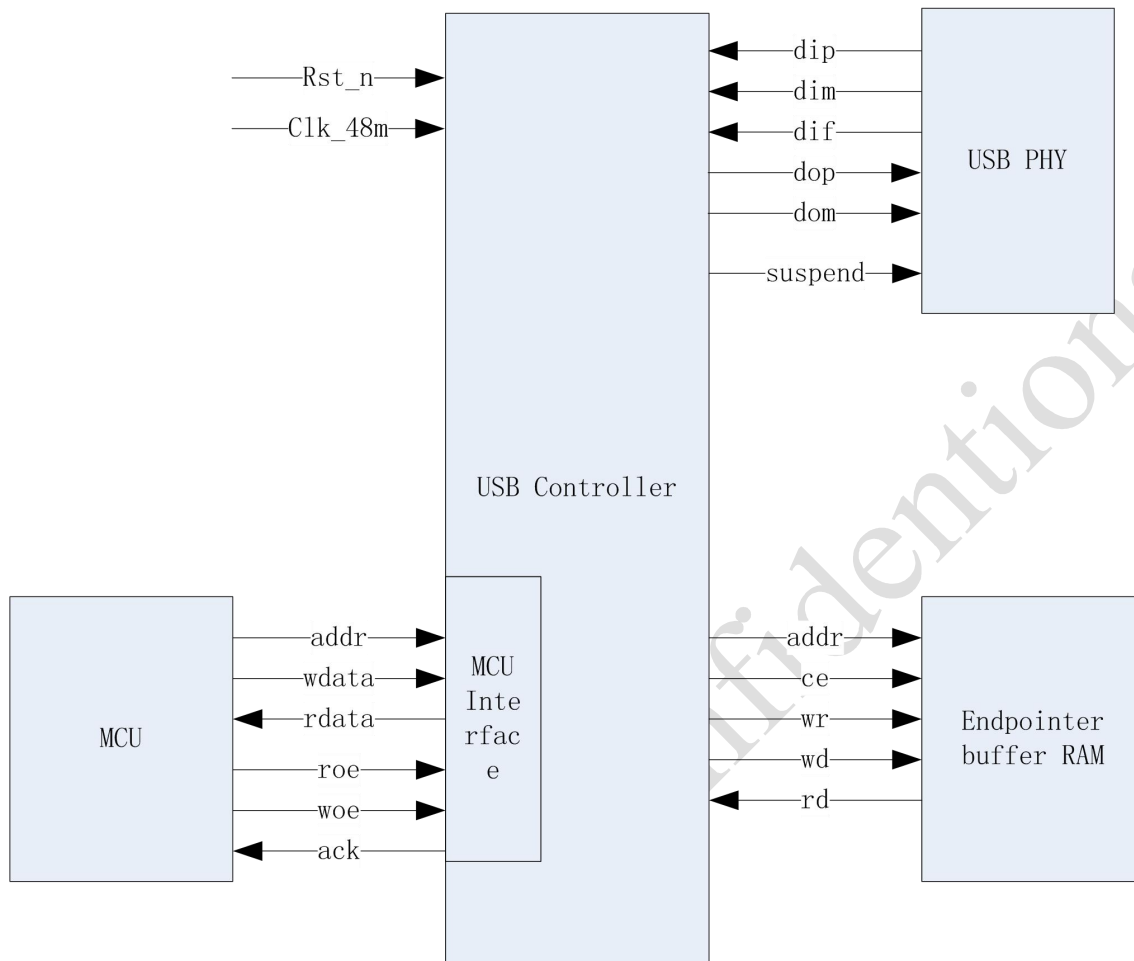 Rst_n
Clk_48m
dip
dim
dif
dop
dom
suspend
USB PHY
USB Controller
MCU
addr
wdata
rdata
roe
woe
ack
MCU
Inte
rfac
e
addr
ce
wr
wd
rd
Endpointer
buffer RAM